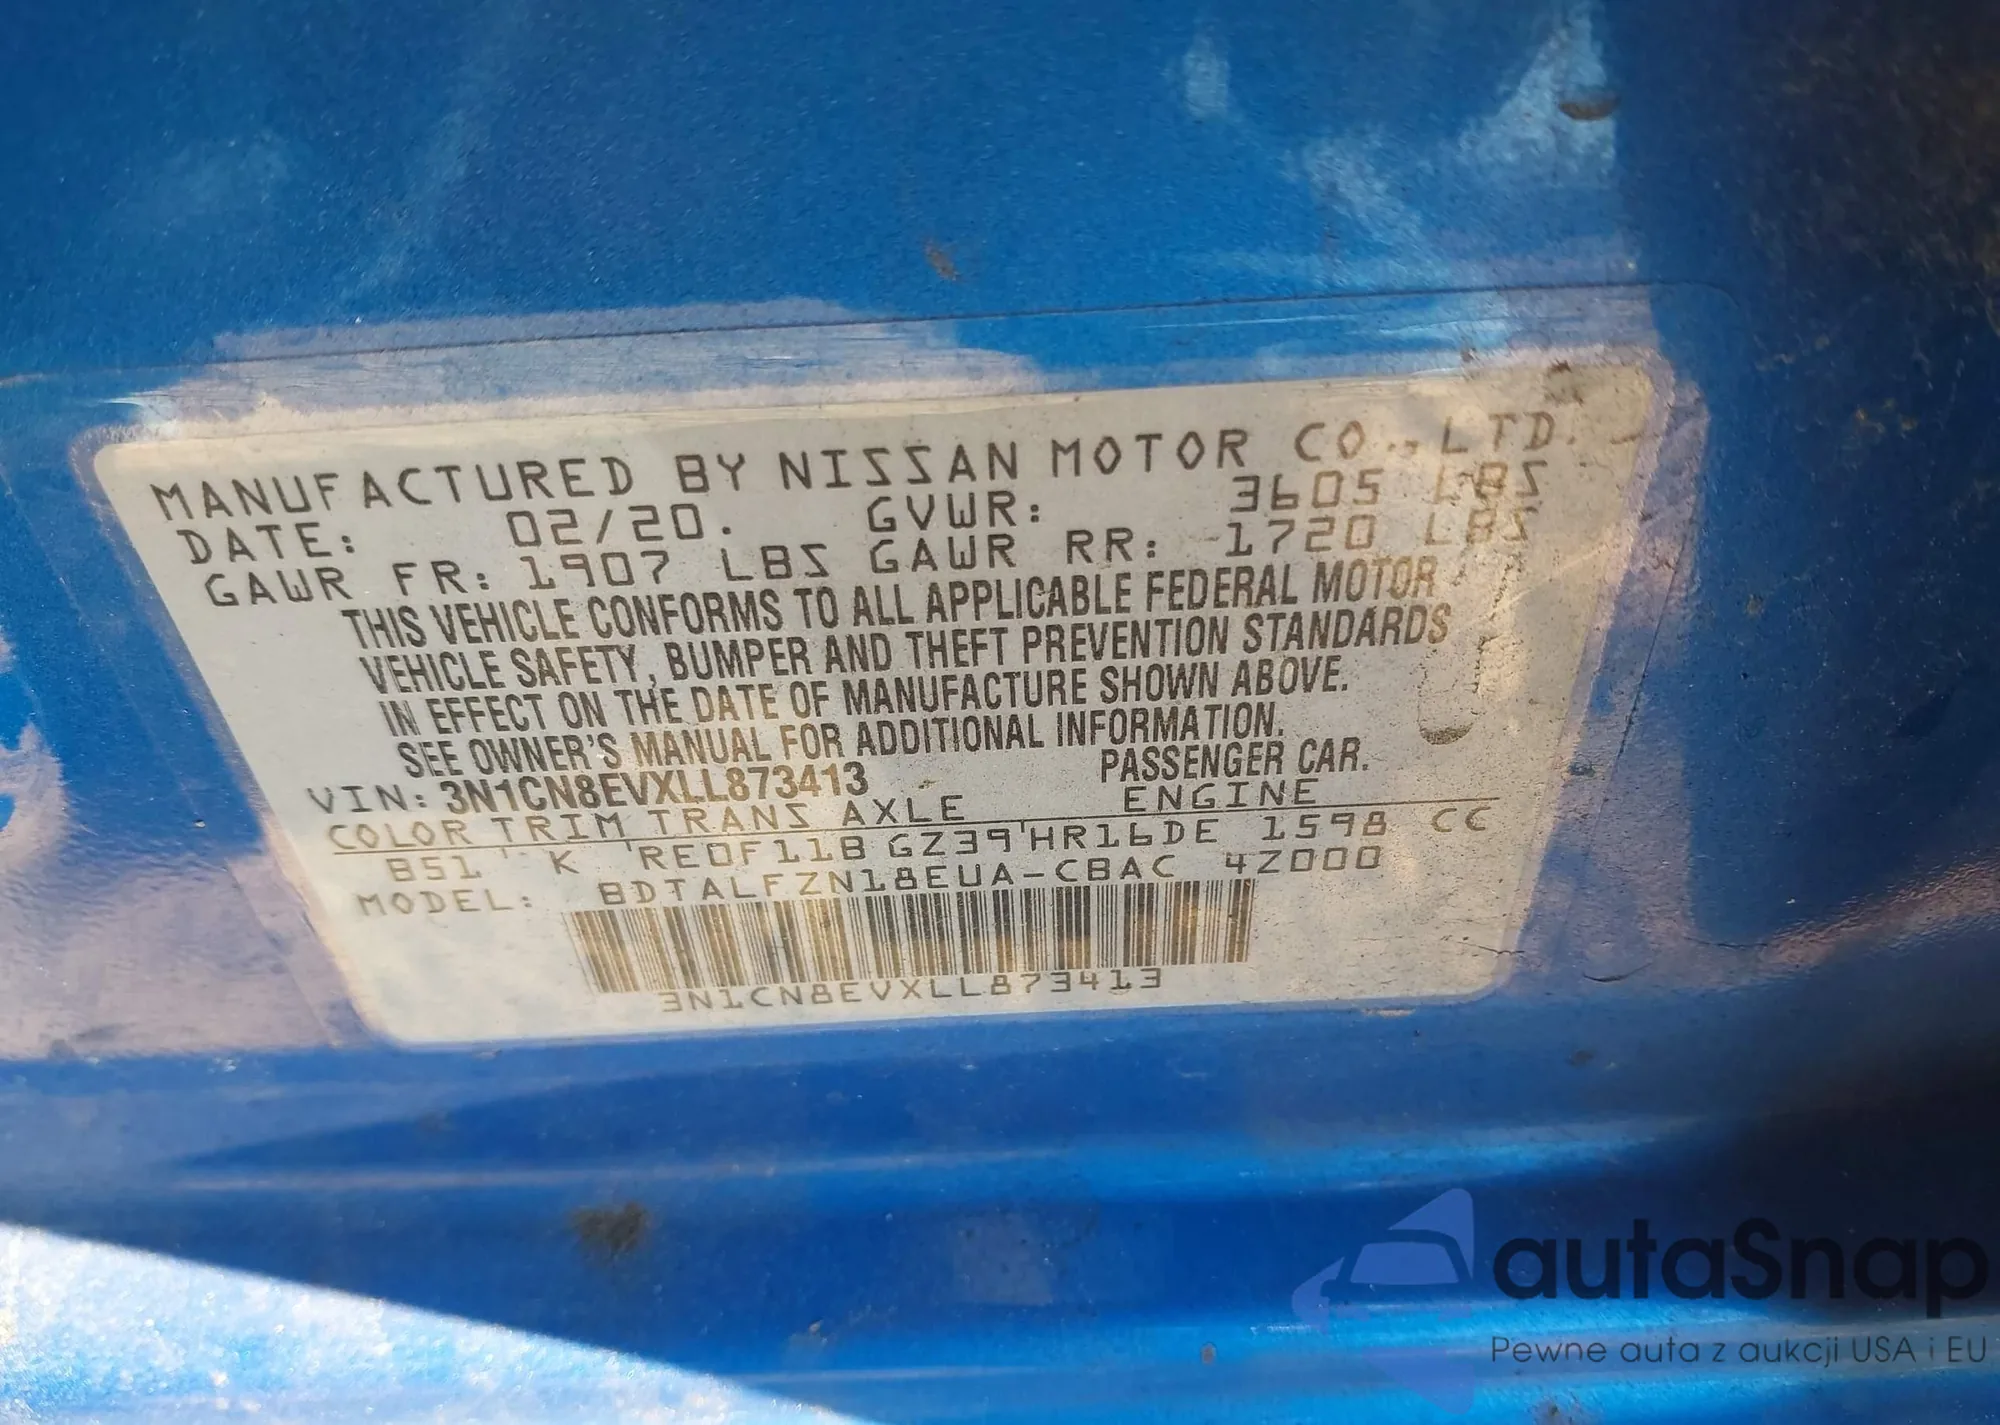 MANUFACTURED BY NISSAN MOTOR CO., LTD.
DATE: 02/20. GVWR: 3605 LBS
GAWR FR: 1907 LBS GAWR RR: 1720 LBS
THIS VEHICLE CONFORMS TO ALL APPLICABLE FEDERAL MOTOR
VEHICLE SAFETY, BUMPER AND THEFT PREVENTION STANDARDS
IN EFFECT ON THE DATE OF MANUFACTURE SHOWN ABOVE.
SEE OWNER'S MANUAL FOR ADDITIONAL INFORMATION.
VIN: 3N1CN8EVXLL873413 PASSENGER CAR.
COLOR TRIM TRANS AXLE ENGINE
B51 K RE0F11B GZ39 HR16DE 1598 CC
MODEL: BDTALFZN18EUA-CBAC 4Z000
3N1CN8EVXLL873413
autaSnap
Pewne auta z aukcji USA i EU